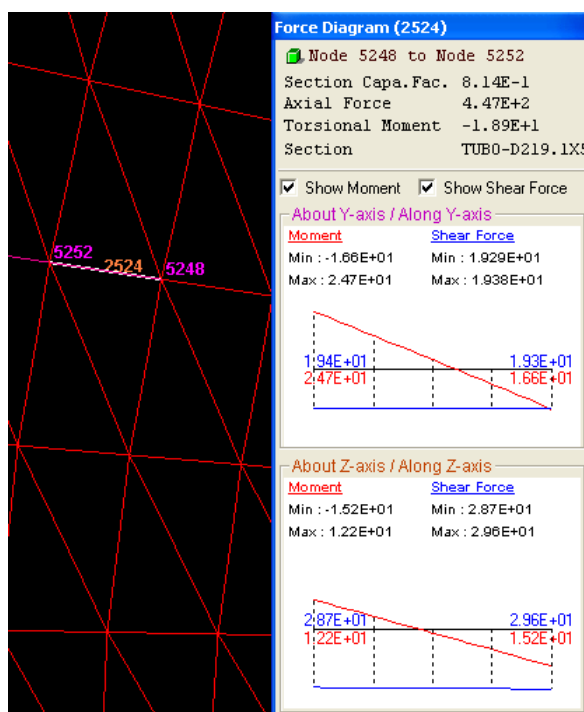 Force Diagram (2524)
Node 5248 to Node 5252
Section Capa.Fac. 8.14E-1
Axial Force 4.47E+2
Torsional Moment -1.89E+1
Section TUBO-D219.1X5
Show Moment Show Shear Force
About Y-axis / Along Y-axis
Moment Shear Force
Min : -1.66E+01 Min : 1.929E+01
Max : 2.47E+01 Max : 1.938E+01
1.94E+01 1.93E+01
2.47E+01 1.66E+01
About Z-axis / Along Z-axis
Moment Shear Force
Min : -1.52E+01 Min : 2.87E+01
Max : 1.22E+01 Max : 2.96E+01
2.87E+01 2.96E+01
1.22E+01 1.52E+01
5252
2524
5248